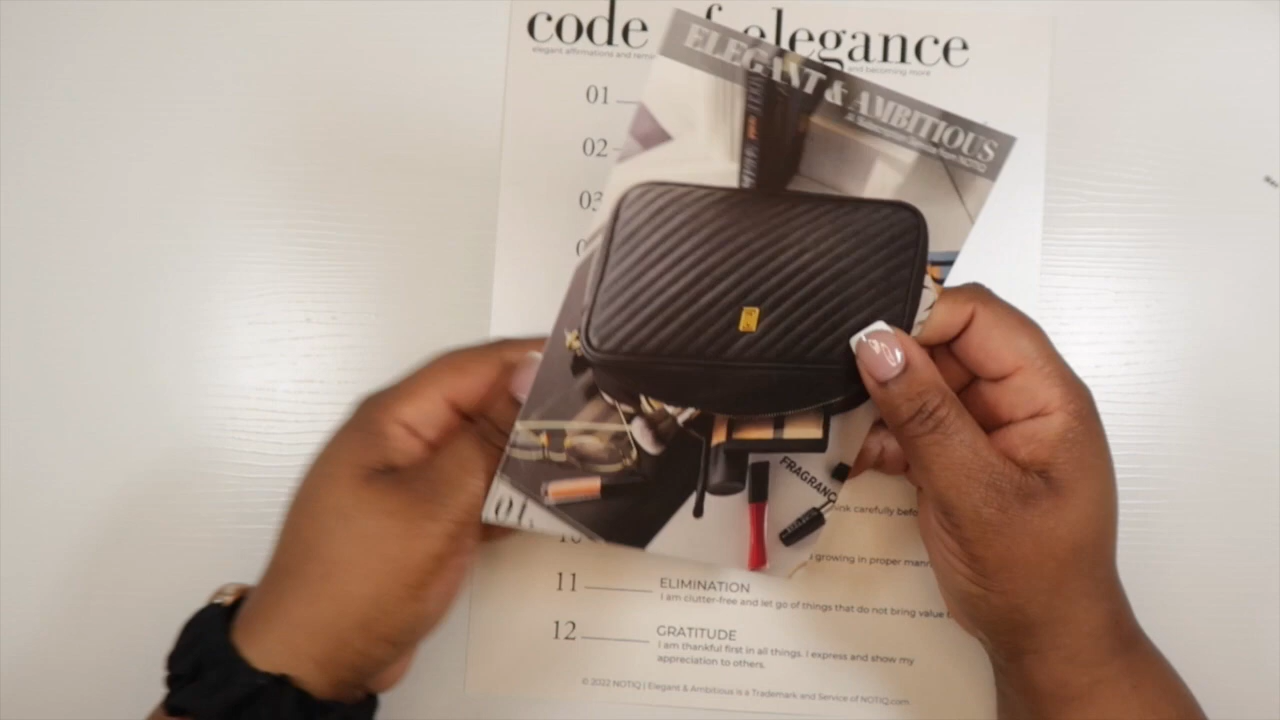 code of elegance
elegant affirmations and
and becoming more
ELEGANT & AMBITIOUS
01
02
FRAGRANC
think carefully befo
growing in proper mann
11 ELIMINATION
I am clutter-free and let go of things that do not bring value t
12 GRATITUDE
I am thankful first in all things. I express and show my
appreciation to others.
© 2022 NOTIQ | Elegant & Ambitious is a Trademark and Service of NOTIQ.com